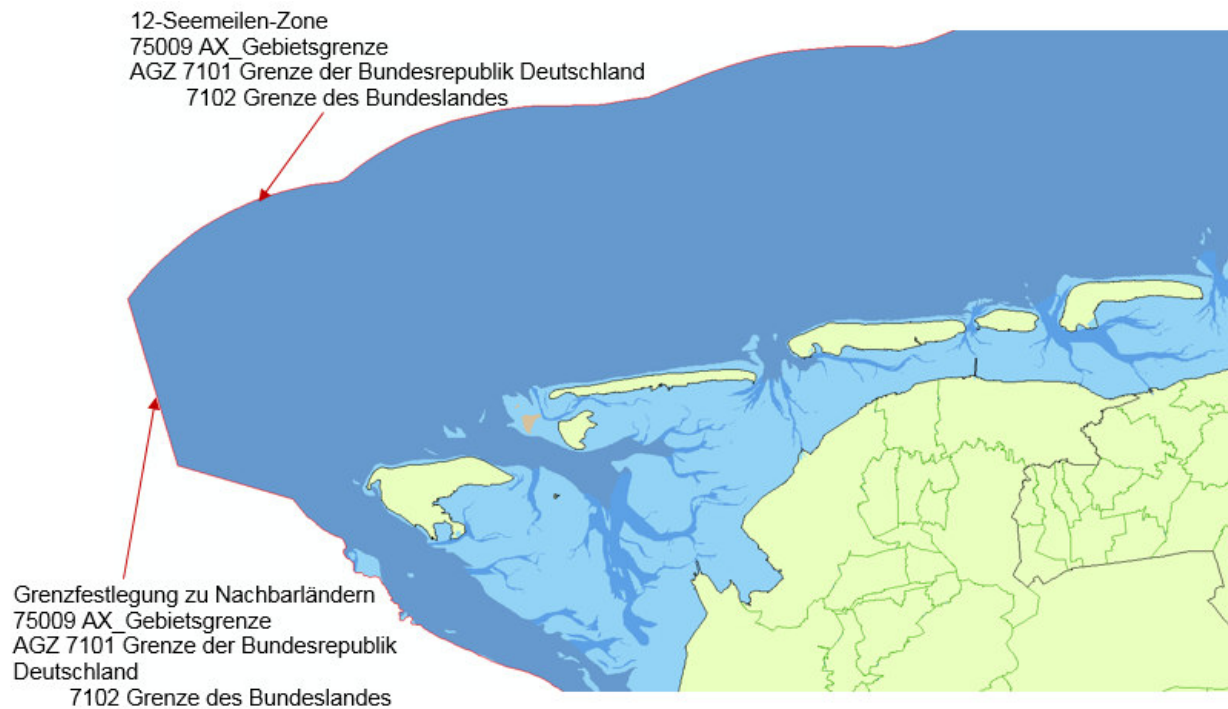 12-Seemeilen-Zone
75009 AX_Gebietsgrenze
AGZ 7101 Grenze der Bundesrepublik Deutschland
7102 Grenze des Bundeslandes
Grenzfestlegung zu Nachbarländern
75009 AX_Gebietsgrenze
AGZ 7101 Grenze der Bundesrepublik
Deutschland
7102 Grenze des Bundeslandes